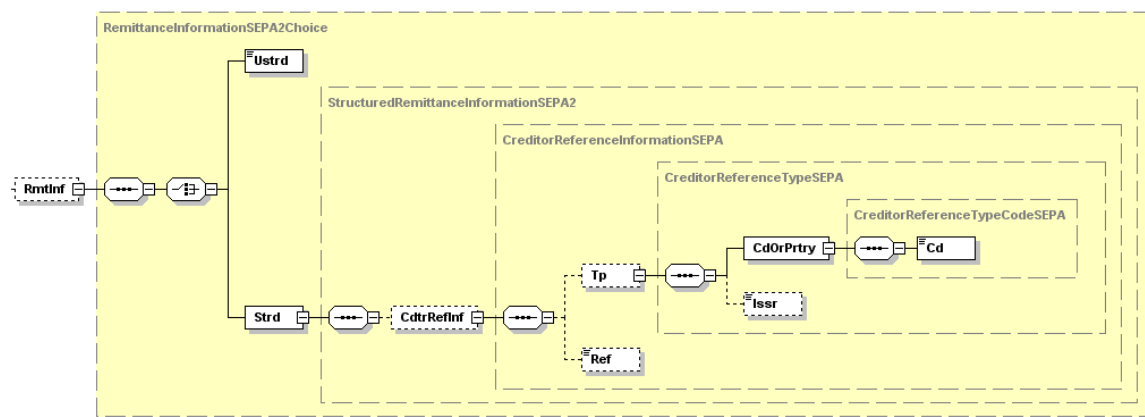 RemittanceInformationSEPA2Choice
Ustrd
StructuredRemittanceInformationSEPA2
CreditorReferenceInformationSEPA
CreditorReferenceTypeSEPA
CreditorReferenceTypeCodeSEPA
RmtInf
CdOrPrtry
Cd
Tp
Issr
Strd
CdtrRefInf
Ref